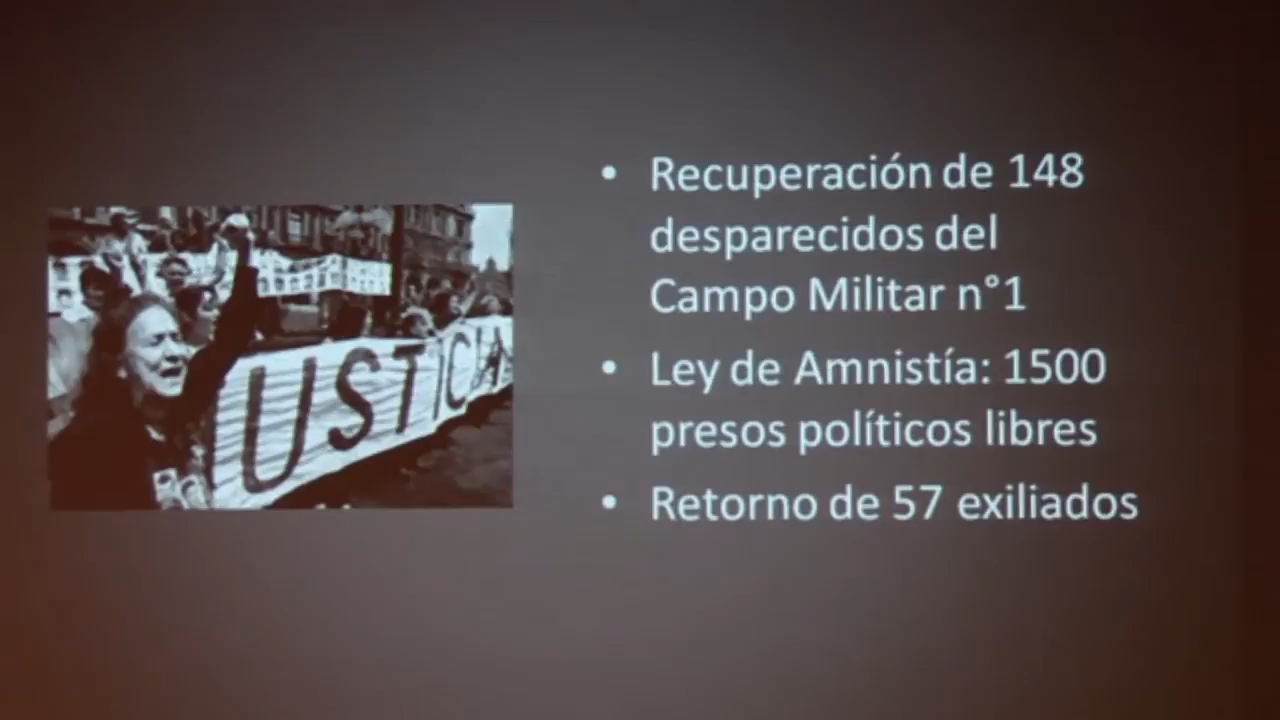 USTICIA
• Recuperación de 148
desparecidos del
Campo Militar n°1
• Ley de Amnistía: 1500
presos políticos libres
• Retorno de 57 exiliados